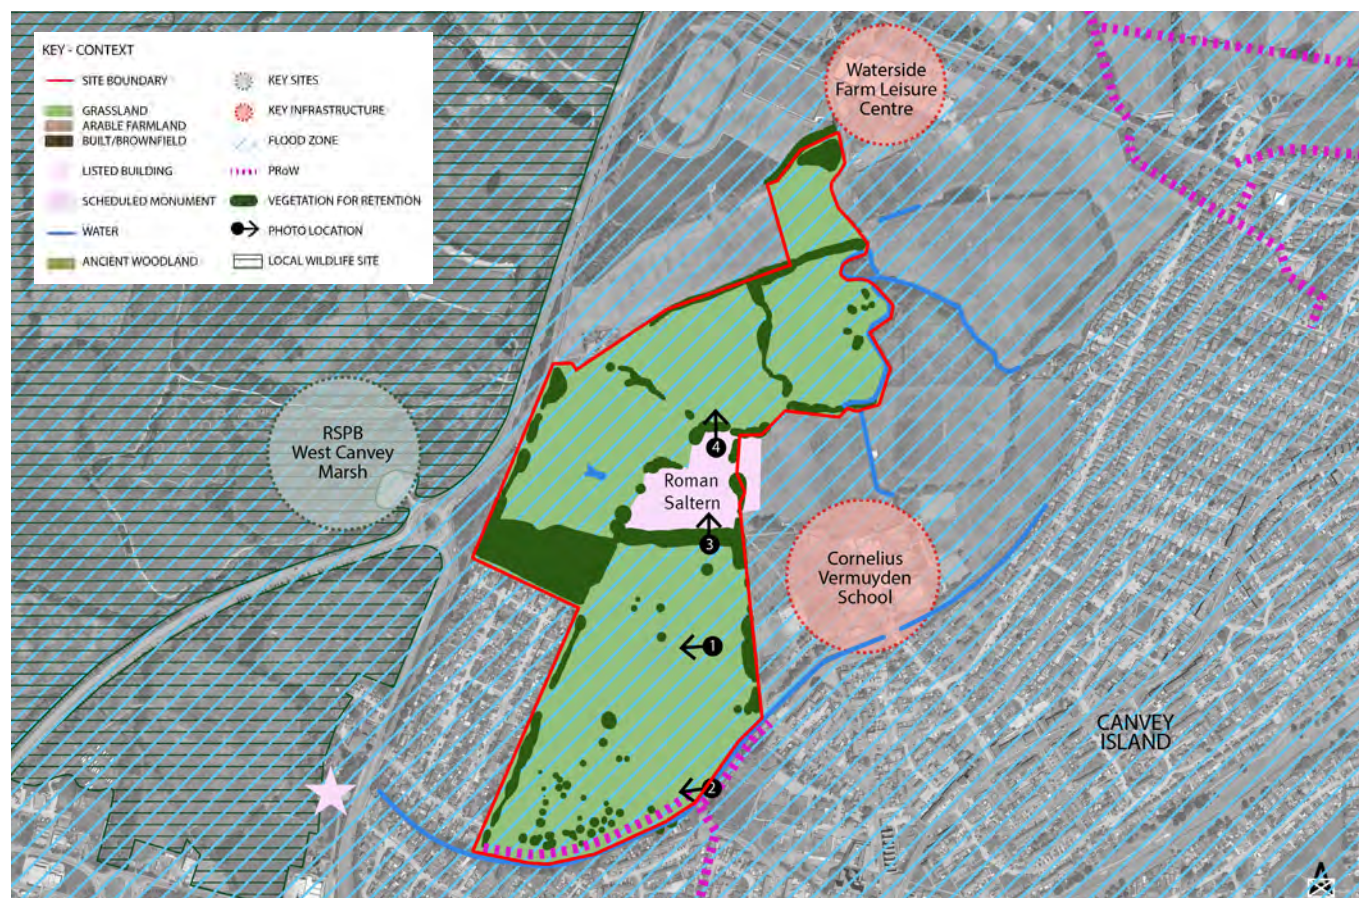 KEY - CONTEXT
SITE BOUNDARY
GRASSLAND
ARABLE FARMLAND
BUILT/BROWNFIELD
LISTED BUILDING
SCHEDULED MONUMENT
WATER
ANCIENT WOODLAND
KEY SITES
KEY INFRASTRUCTURE
FLOOD ZONE
PRoW
VEGETATION FOR RETENTION
PHOTO LOCATION
LOCAL WILDLIFE SITE
Waterside
Farm Leisure
Centre
RSPB
West Canvey
Marsh
4
Roman
Saltern
3
Cornelius
Vermuyden
School
1
CANVEY
ISLAND
2